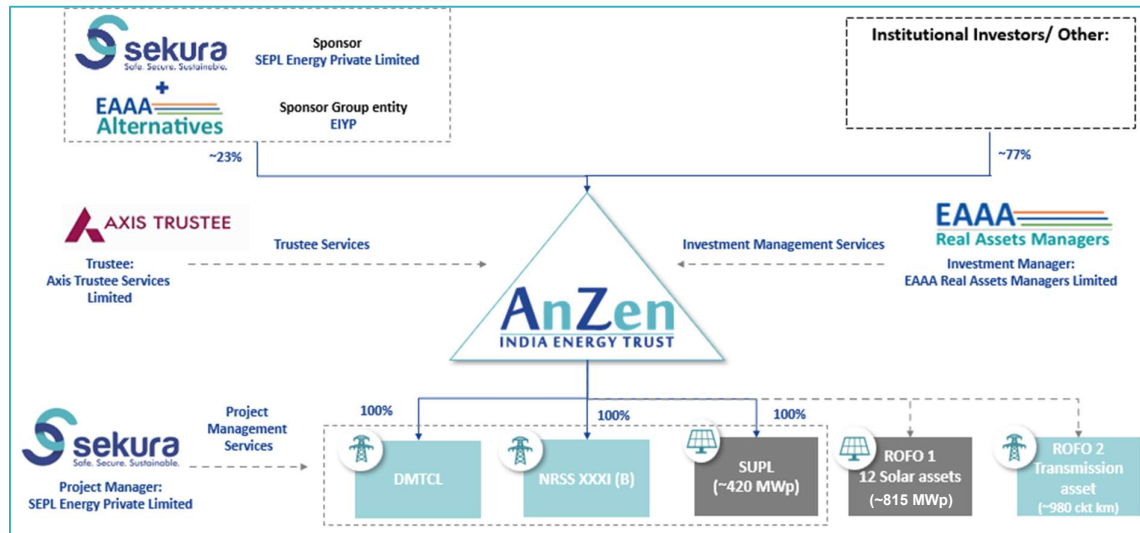 sekura
Safe. Secure. Sustainable.
+
EAAA
Alternatives
Sponsor
SEPL Energy Private Limited
Sponsor Group entity
EIYP
Institutional Investors/ Other:
~23%
~77%
AXIS TRUSTEE
Trustee:
Axis Trustee Services
Limited
Trustee Services
Investment Management Services
EAAA
Real Assets Managers
Investment Manager:
EAAA Real Assets Managers Limited
AnZen
INDIA ENERGY TRUST
sekura
Safe. Secure. Sustainable.
Project Manager:
SEPL Energy Private Limited
Project
Management
Services
100%
100%
100%
DMTCL
NRSS XXXI (B)
SUPL
(~420 MWp)
ROFO 1
12 Solar assets
(~815 MWp)
ROFO 2
Transmission
asset
(~980 ckt km)